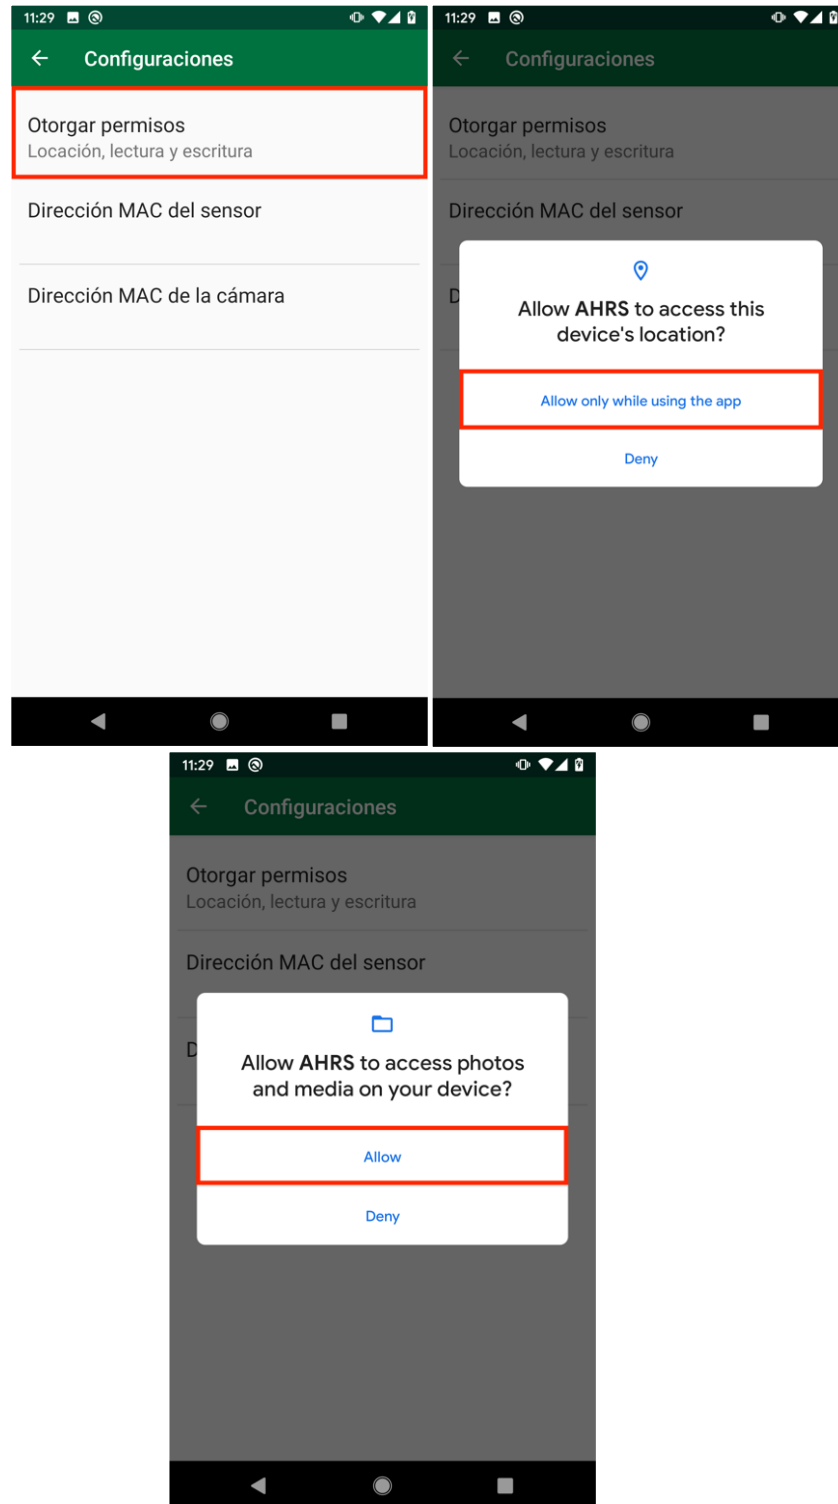 11:29
Configuraciones
Otorgar permisos
Locación, lectura y escritura
Dirección MAC del sensor
Dirección MAC de la cámara
11:29
Configuraciones
Otorgar permisos
Locación, lectura y escritura
Dirección MAC del sensor
D
Allow AHRS to access this
device's location?
Allow only while using the app
Deny
11:29
Configuraciones
Otorgar permisos
Locación, lectura y escritura
Dirección MAC del sensor
D
Allow AHRS to access photos
and media on your device?
Allow
Deny